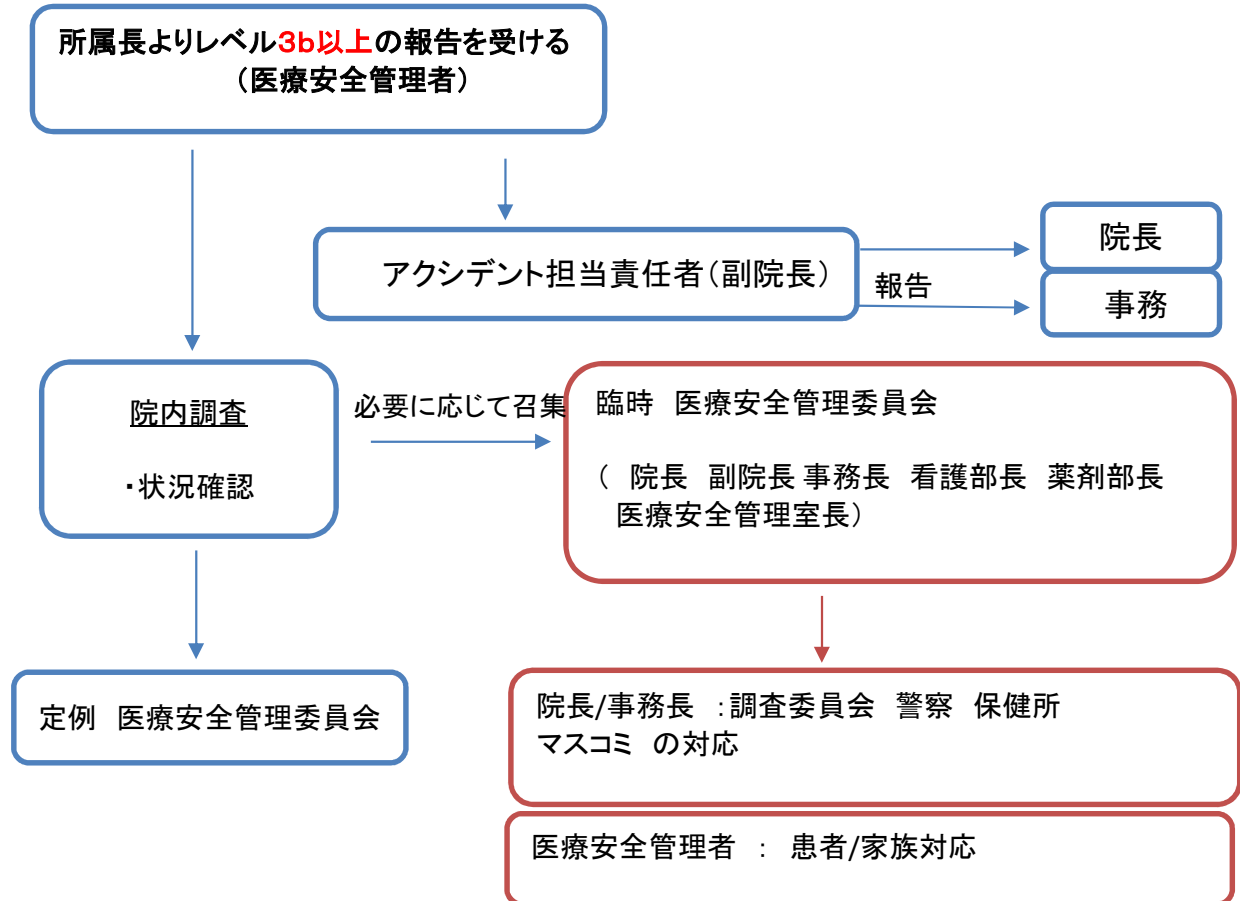 所属長よりレベル3b以上の報告を受ける
（医療安全管理者）
アクシデント担当責任者（副院長）
報告
院長
事務
院内調査
・状況確認
必要に応じて召集
臨時　医療安全管理委員会
（　院長　副院長 事務長　看護部長　薬剤部長
医療安全管理室長）
定例　医療安全管理委員会
院長/事務長　：調査委員会　警察　保健所
マスコミ　の対応
医療安全管理者　：　患者/家族対応